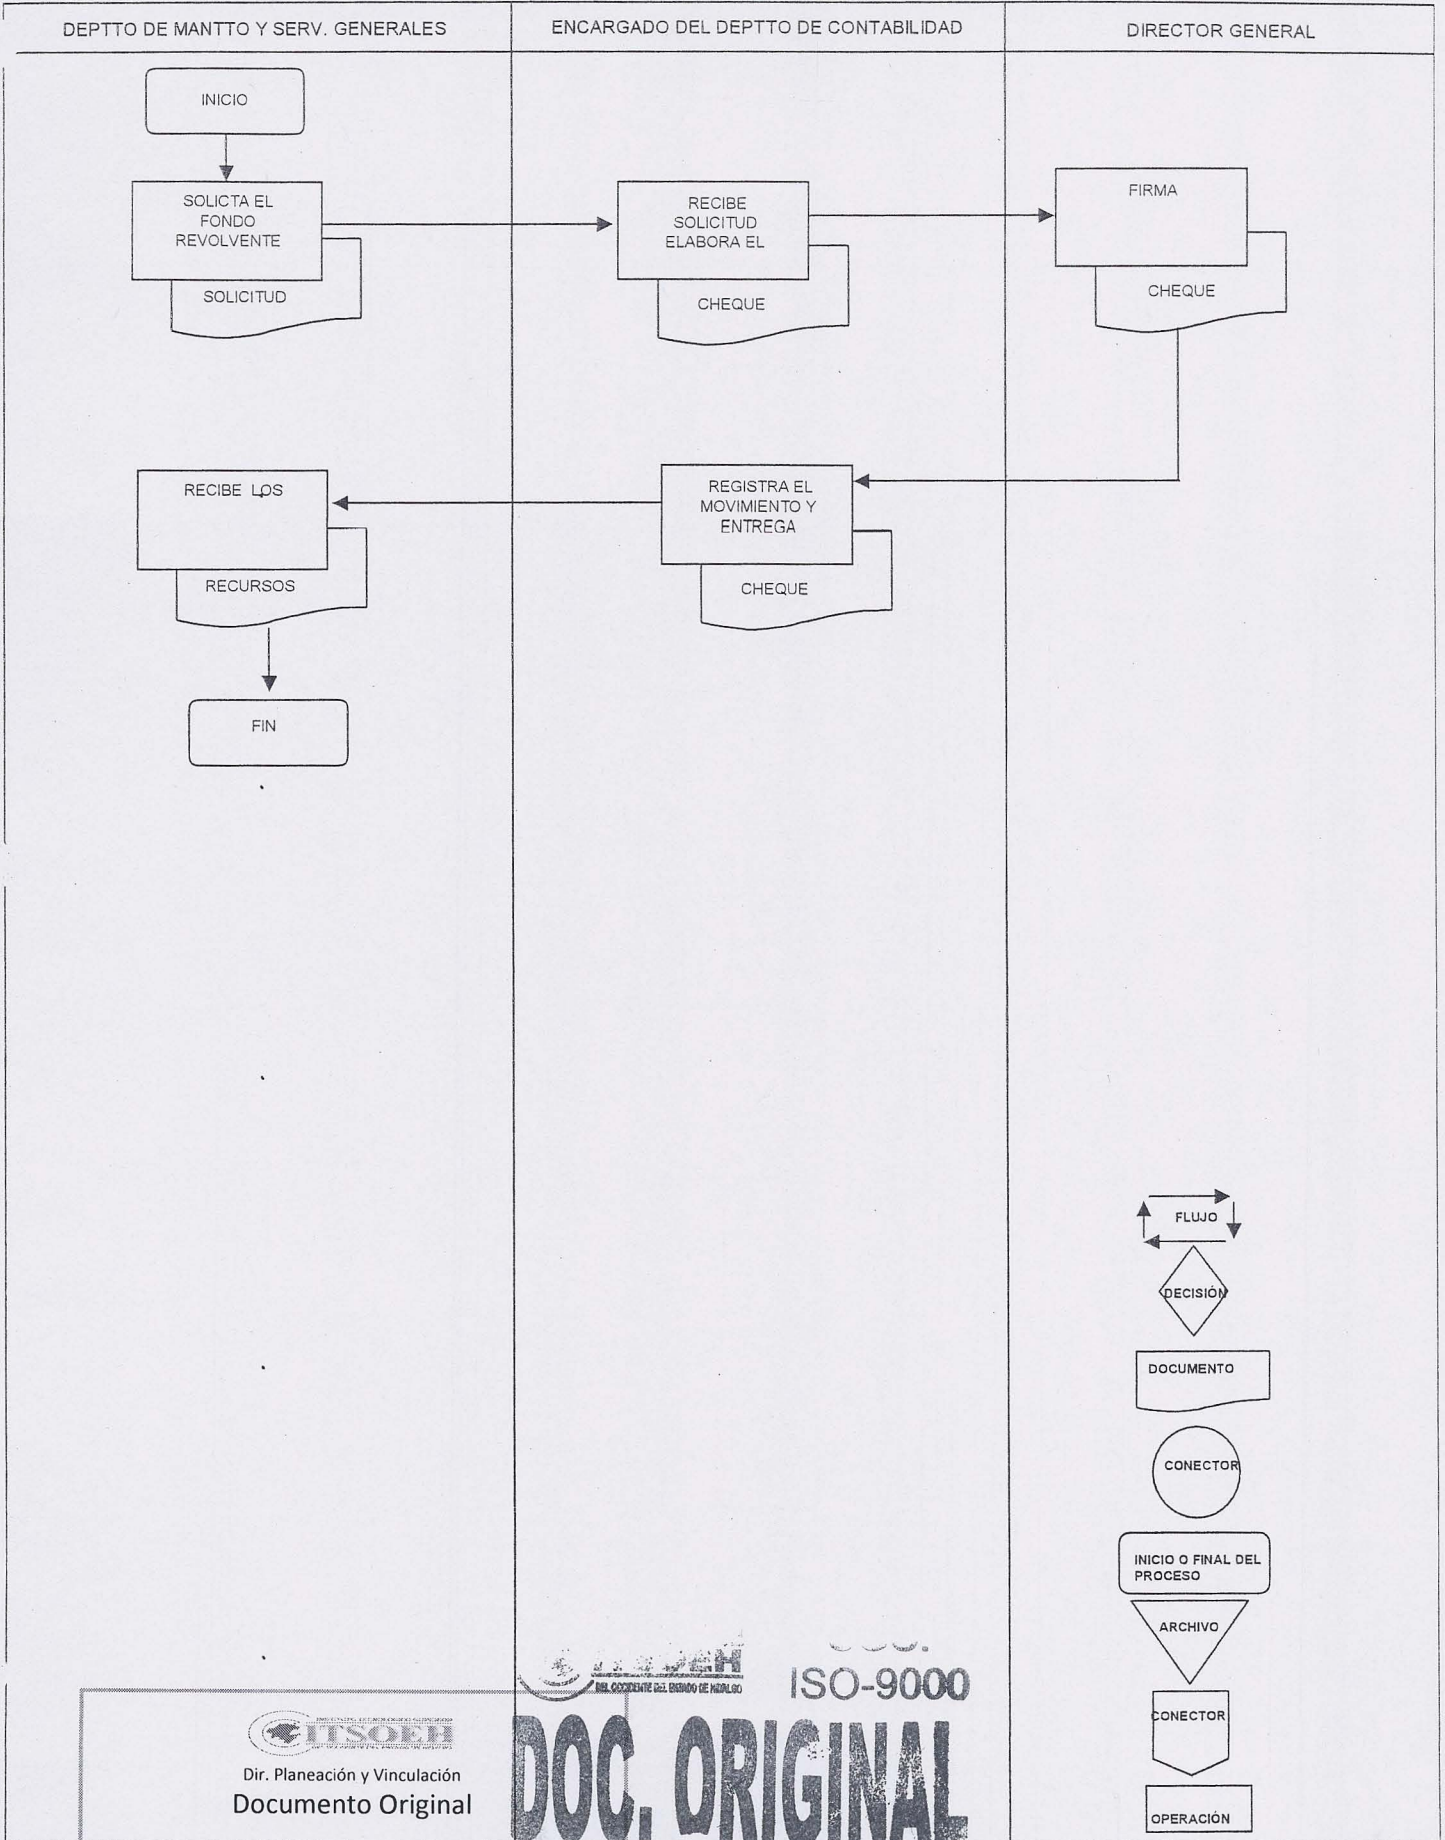 DEPTTO DE MANTTO Y SERV. GENERALES
ENCARGADO DEL DEPTTO DE CONTABILIDAD
DIRECTOR GENERAL
INICIO
SOLICTA EL
FONDO
REVOLVENTE
SOLICITUD
RECIBE
SOLICITUD
ELABORA EL
CHEQUE
FIRMA
CHEQUE
RECIBE LOS
RECURSOS
REGISTRA EL
MOVIMIENTO Y
ENTREGA
CHEQUE
FIN
FLUJO
DECISIÓN
DOCUMENTO
CONECTOR
INICIO O FINAL DEL
PROCESO
ARCHIVO
CONECTOR
OPERACIÓN
DEL OCCIDENTE DEL ESTADO DE HIDALGO
ISO-9000
DOC. ORIGINAL
ITSOEH
Dir. Planeación y Vinculación
Documento Original